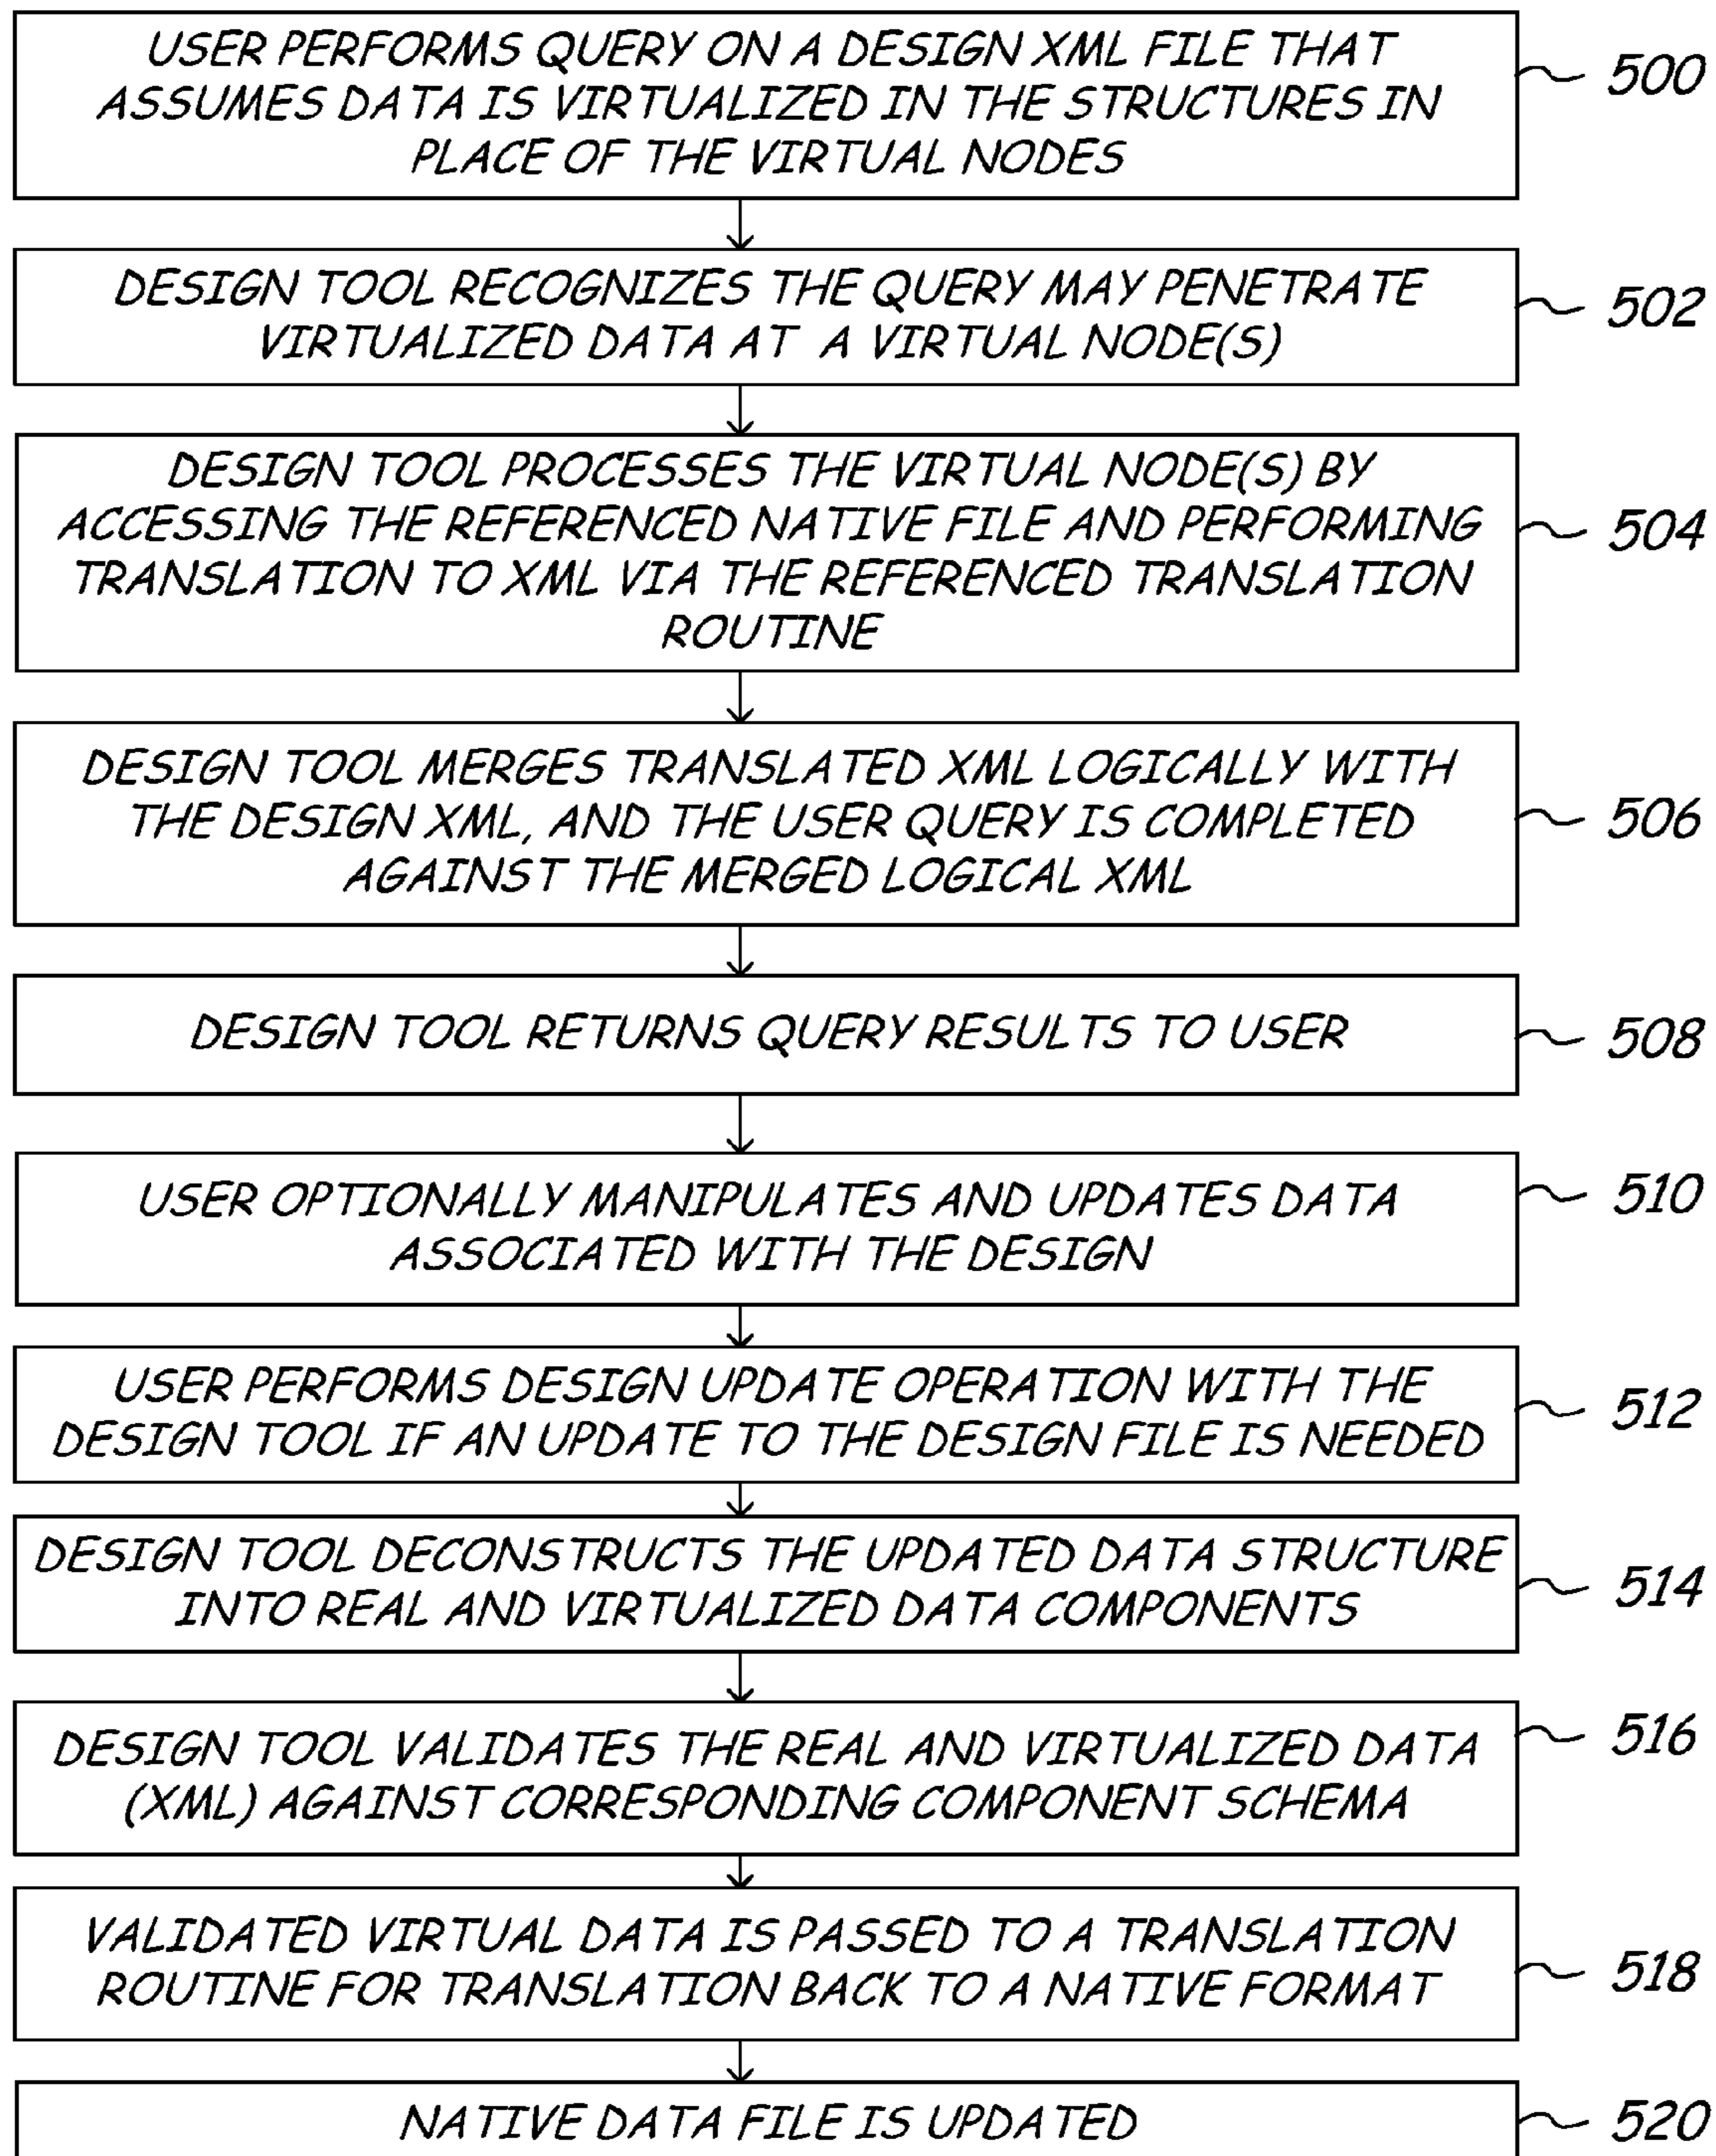 USER PERFORMS QUERY ON A DESIGN XML FILE THAT
ASSUMES DATA IS VIRTUALIZED IN THE STRUCTURES IN
PLACE OF THE VIRTUAL NODES
500
DESIGN TOOL RECOGNIZES THE QUERY MAY PENETRATE
VIRTUALIZED DATA AT A VIRTUAL NODE(S)
502
DESIGN TOOL PROCESSES THE VIRTUAL NODE(S) BY
ACCESSING THE REFERENCED NATIVE FILE AND PERFORMING
TRANSLATION TO XML VIA THE REFERENCED TRANSLATION
ROUTINE
504
DESIGN TOOL MERGES TRANSLATED XML LOGICALLY WITH
THE DESIGN XML, AND THE USER QUERY IS COMPLETED
AGAINST THE MERGED LOGICAL XML
506
DESIGN TOOL RETURNS QUERY RESULTS TO USER
508
USER OPTIONALLY MANIPULATES AND UPDATES DATA
ASSOCIATED WITH THE DESIGN
510
USER PERFORMS DESIGN UPDATE OPERATION WITH THE
DESIGN TOOL IF AN UPDATE TO THE DESIGN FILE IS NEEDED
512
DESIGN TOOL DECONSTRUCTS THE UPDATED DATA STRUCTURE
INTO REAL AND VIRTUALIZED DATA COMPONENTS
514
DESIGN TOOL VALIDATES THE REAL AND VIRTUALIZED DATA
(XML) AGAINST CORRESPONDING COMPONENT SCHEMA
516
VALIDATED VIRTUAL DATA IS PASSED TO A TRANSLATION
ROUTINE FOR TRANSLATION BACK TO A NATIVE FORMAT
518
NATIVE DATA FILE IS UPDATED
520